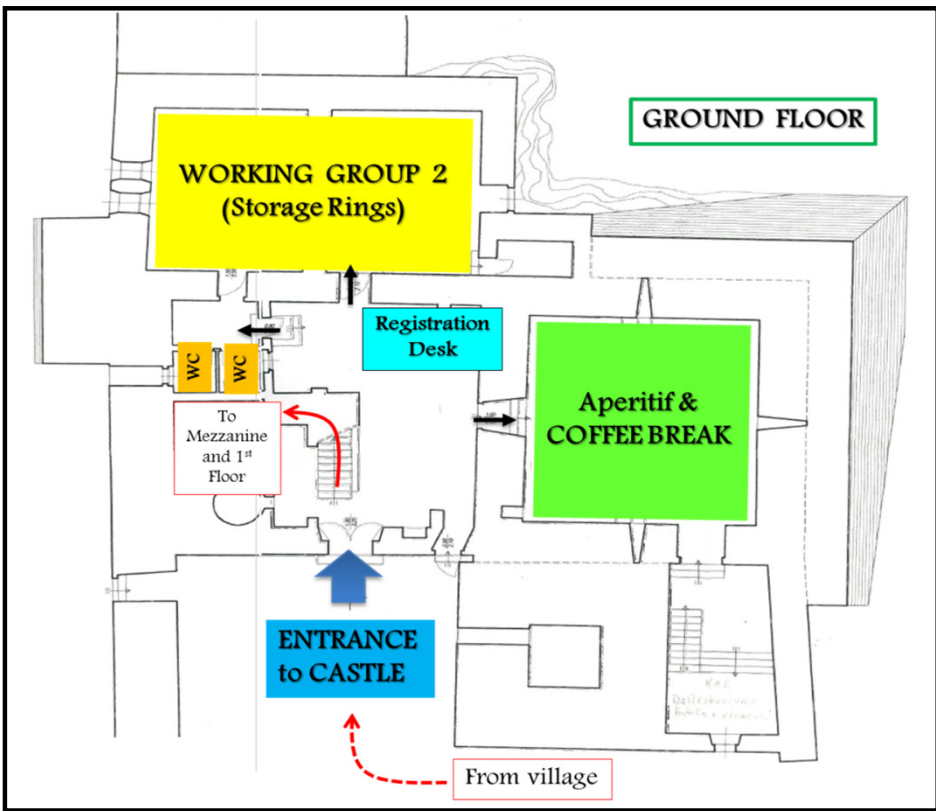 GROUND FLOOR
WORKING GROUP 2
(Storage Rings)
Registration
Desk
WC
WC
Aperitif &
COFFEE BREAK
To
Mezzanine
and 1st
Floor
ENTRANCE
to CASTLE
From village